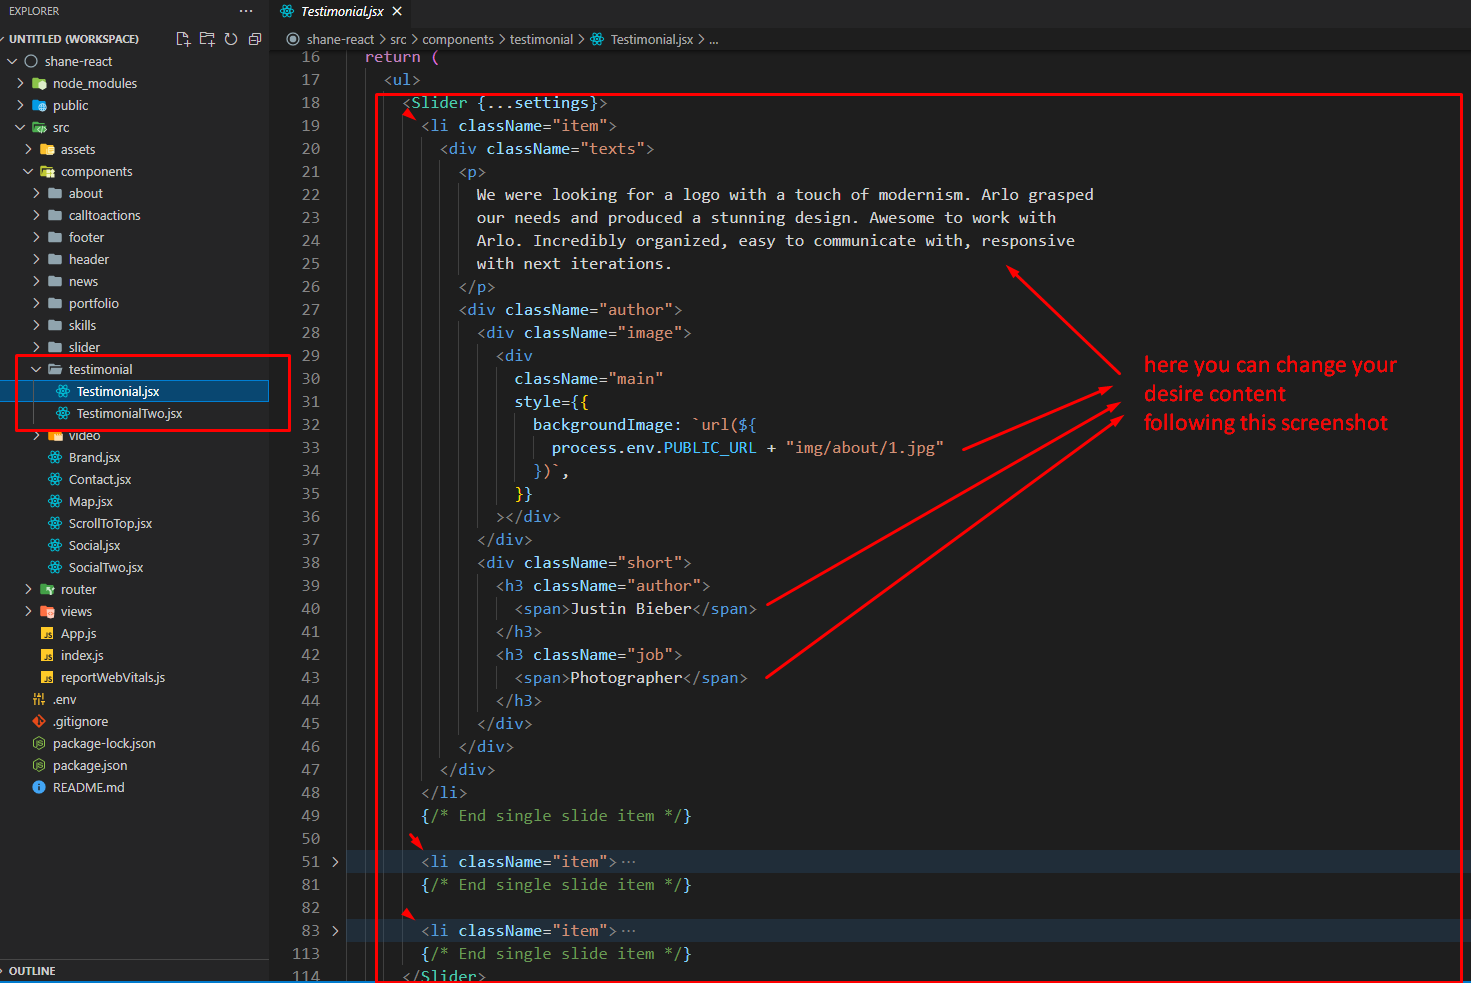 EXPLORER
UNTITLED (WORKSPACE)
shane-react
node_modules
public
src
assets
components
about
calltoactions
footer
header
news
portfolio
skills
slider
testimonial
Testimonial.jsx
TestimonialTwo.jsx
video
Brand.jsx
Contact.jsx
Map.jsx
ScrollToTop.jsx
Social.jsx
SocialTwo.jsx
router
views
App.js
index.js
reportWebVitals.js
.env
.gitignore
package-lock.json
package.json
README.md
OUTLINE
Testimonial.jsx
shane-react > src > components > testimonial > Testimonial.jsx > ...
16 return (
17 <ul>
18 <Slider {...settings}>
19 <li className="item">
20 <div className="texts">
21 <p>
22 We were looking for a logo with a touch of modernism. Arlo grasped
23 our needs and produced a stunning design. Awesome to work with
24 Arlo. Incredibly organized, easy to communicate with, responsive
25 with next iterations.
26 </p>
27 <div className="author">
28 <div className="image">
29 <div
30 className="main"
31 style={{
32 backgroundImage: `url(${
33 process.env.PUBLIC_URL + "img/about/1.jpg"
34 })`,
35 }}
36 ></div>
37 </div>
38 <div className="short">
39 <h3 className="author">
40 <span>Justin Bieber</span>
41 </h3>
42 <h3 className="job">
43 <span>Photographer</span>
44 </h3>
45 </div>
46 </div>
47 </div>
48 </li>
49 {/* End single slide item */}
50
51 <li className="item">···
81 {/* End single slide item */}
82
83 <li className="item">···
113 {/* End single slide item */}
114 </Slider>
here you can change your
desire content
following this screenshot